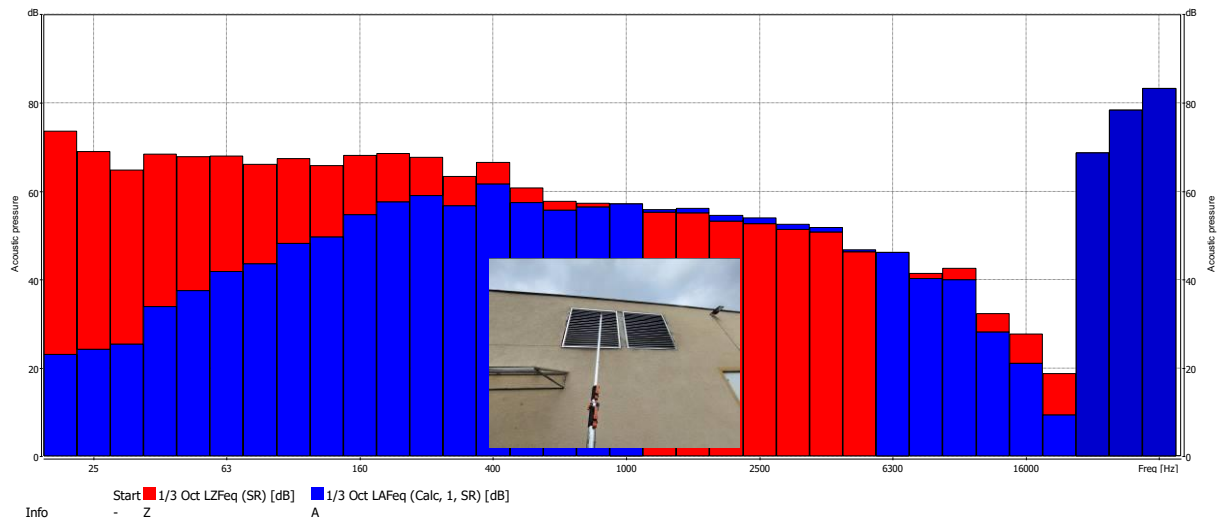 dB
dB
80
80
60
60
40
40
20
20
0
0
Acoustic pressure
Acoustic pressure
25 63 160 400 1000 2500 6300 16000 Freq [Hz]
Start 1/3 Oct LZFeq (SR) [dB] 1/3 Oct LAFeq (Calc, 1, SR) [dB]
Info - Z A